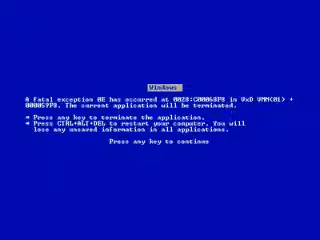 Windows
A fatal exception 0E has occurred at 0028:C00068F8 in VxD VMM(01) +
000059F8. The current application will be terminated.
* Press any key to terminate the application.
* Press CTRL+ALT+DEL to restart your computer. You will
lose any unsaved information in all applications.
Press any key to continue